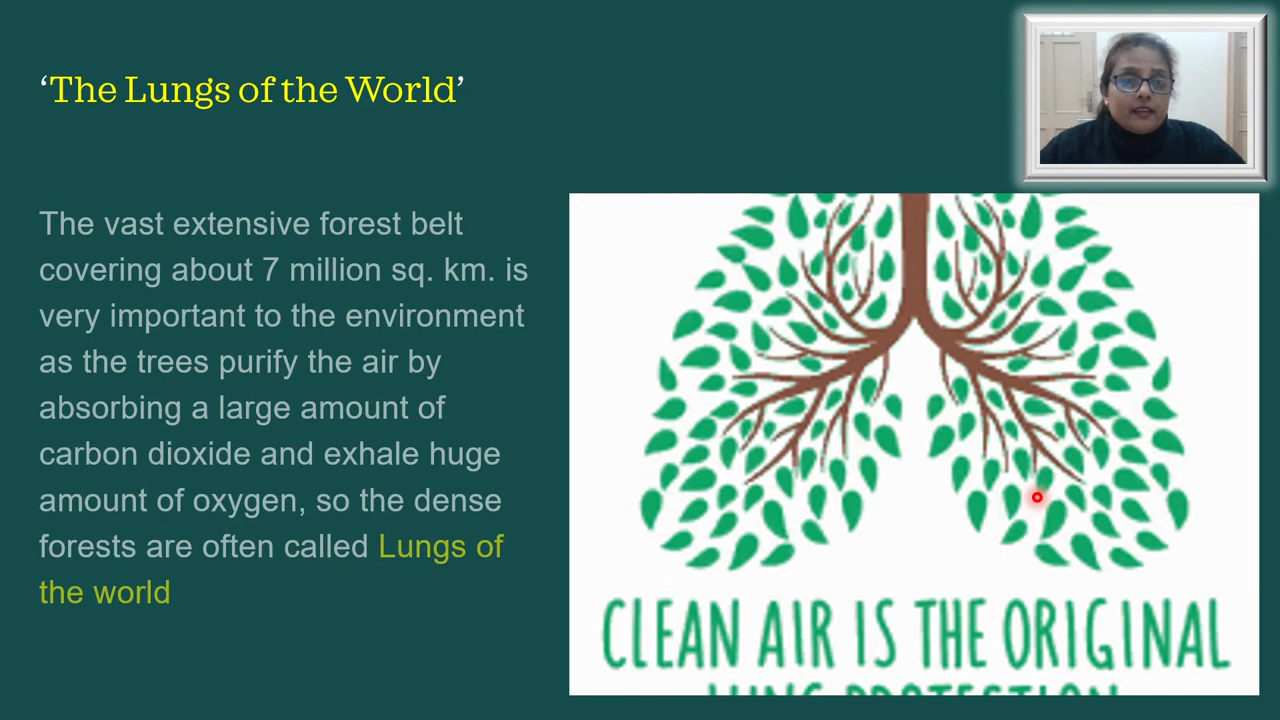 ‘The Lungs of the World’
The vast extensive forest belt
covering about 7 million sq. km. is
very important to the environment
as the trees purify the air by
absorbing a large amount of
carbon dioxide and exhale huge
amount of oxygen, so the dense
forests are often called Lungs of
the world
CLEAN AIR IS THE ORIGINAL
LUNG PROTECTION